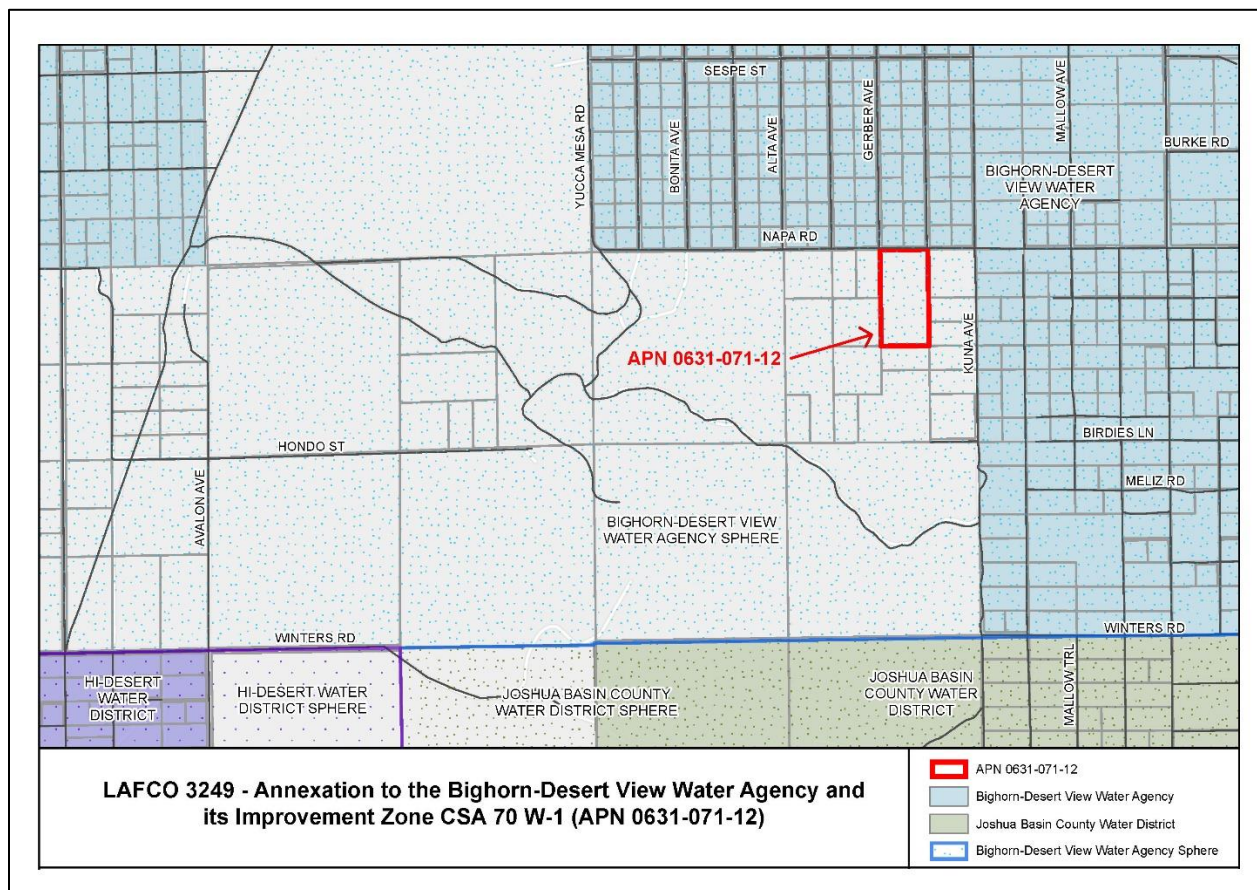 SESPE ST
YUCCA MESA RD
BONITA AVE
ALTA AVE
GERBER AVE
MALLOW AVE
BURKE RD
BIGHORN-DESERT
VIEW WATER
AGENCY
NAPA RD
APN 0631-071-12
KUNA AVE
BIRDIES LN
HONDO ST
MELIZ RD
AVALON AVE
BIGHORN-DESERT VIEW
WATER AGENCY SPHERE
WINTERS RD
WINTERS RD
HI-DESERT
WATER
DISTRICT
HI-DESERT WATER
DISTRICT SPHERE
JOSHUA BASIN COUNTY
WATER DISTRICT SPHERE
JOSHUA BASIN
COUNTY WATER
DISTRICT
MALLOW TRL
LAFCO 3249 - Annexation to the Bighorn-Desert View Water Agency and
its Improvement Zone CSA 70 W-1 (APN 0631-071-12)
APN 0631-071-12
Bighorn-Desert View Water Agency
Joshua Basin County Water District
Bighorn-Desert View Water Agency Sphere